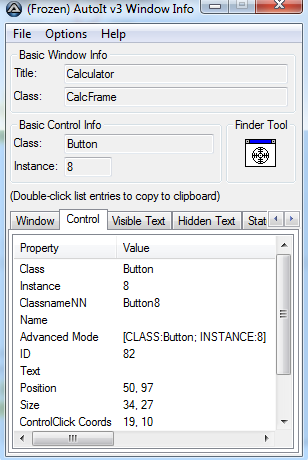 (Frozen) AutoIt v3 Window Info
File Options Help
Basic Window Info
Title: Calculator
Class: CalcFrame
Basic Control Info
Finder Tool
Class: Button
Instance: 8
(Double-click list entries to copy to clipboard)
Window Control Visible Text Hidden Text Stat
Property Value
Class Button
Instance 8
ClassnameNN Button8
Name
Advanced Mode [CLASS:Button; INSTANCE:8]
ID 82
Text
Position 50, 97
Size 34, 27
ControlClick Coords 19, 10